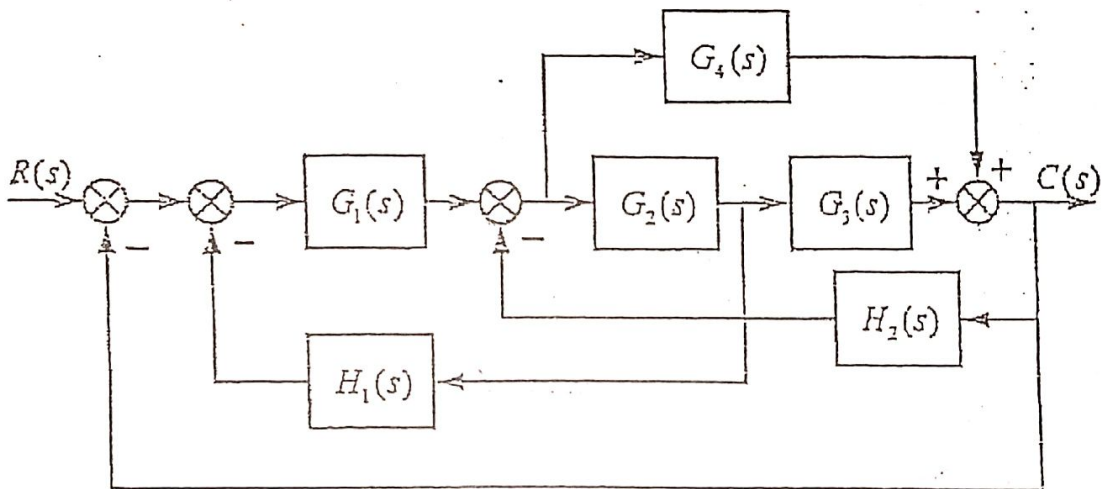 G₄(s)
R(s)
G₁(s)
G₂(s)
G₃(s)
+
+
C(s)
−
−
−
H₂(s)
H₁(s)